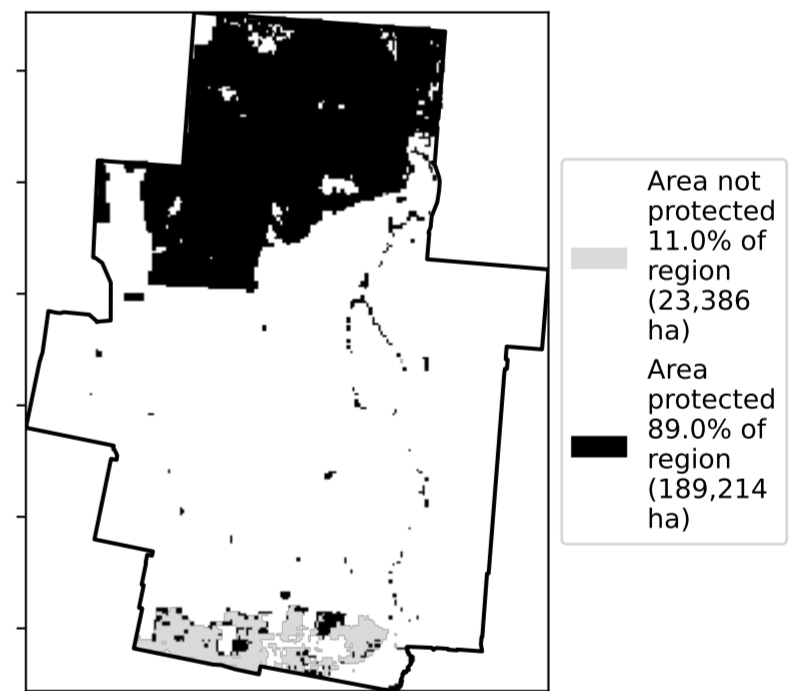 Area not
protected
11.0% of
region
(23,386
ha)
Area
protected
89.0% of
region
(189,214
ha)